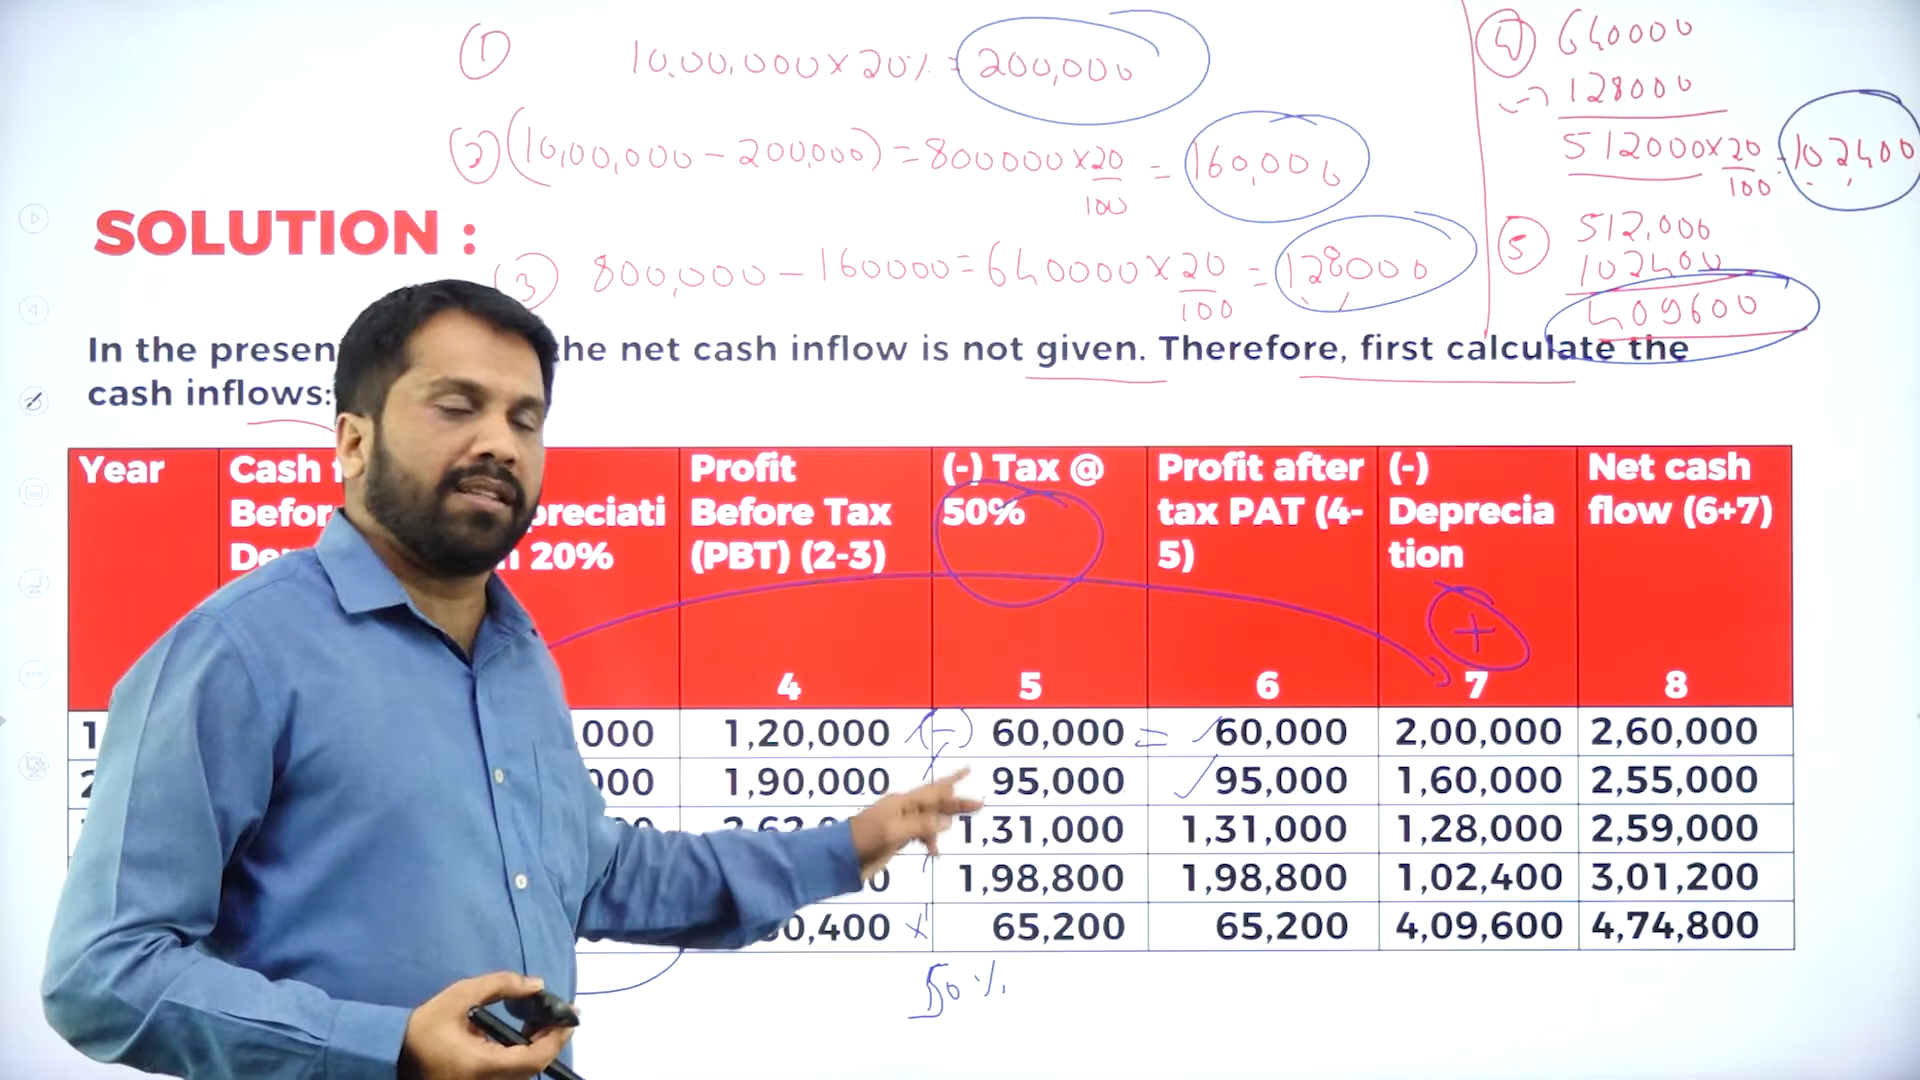 ① 10,00,000 × 20% = 200,000
② (10,00,000 - 200,000) = 800000 × 20/100 = 160,000
③ 800,000 - 160000 = 640000 × 20/100 = 128000
④ 640000
(-) 128000
512000 × 20/100 = 102400
⑤ 512,000
102400
409600
SOLUTION :
In the presen he net cash inflow is not given. Therefore, first calculate the
cash inflows:
Year Cash Befor (-) Tax @ 50%
preciati 20%
Profit Before Tax (PBT) (2-3)
Profit after tax PAT (4-5)
(-) Deprecia tion
Net cash flow (6+7)
+
4 5 6 7 8
1 000 1,20,000 (-) 60,000 = 60,000 2,00,000 2,60,000
2 00 1,90,000 95,000 95,000 1,60,000 2,55,000
1,31,000 1,31,000 1,28,000 2,59,000
0 1,98,800 1,98,800 1,02,400 3,01,200
0,400 × 65,200 65,200 4,09,600 4,74,800
50%